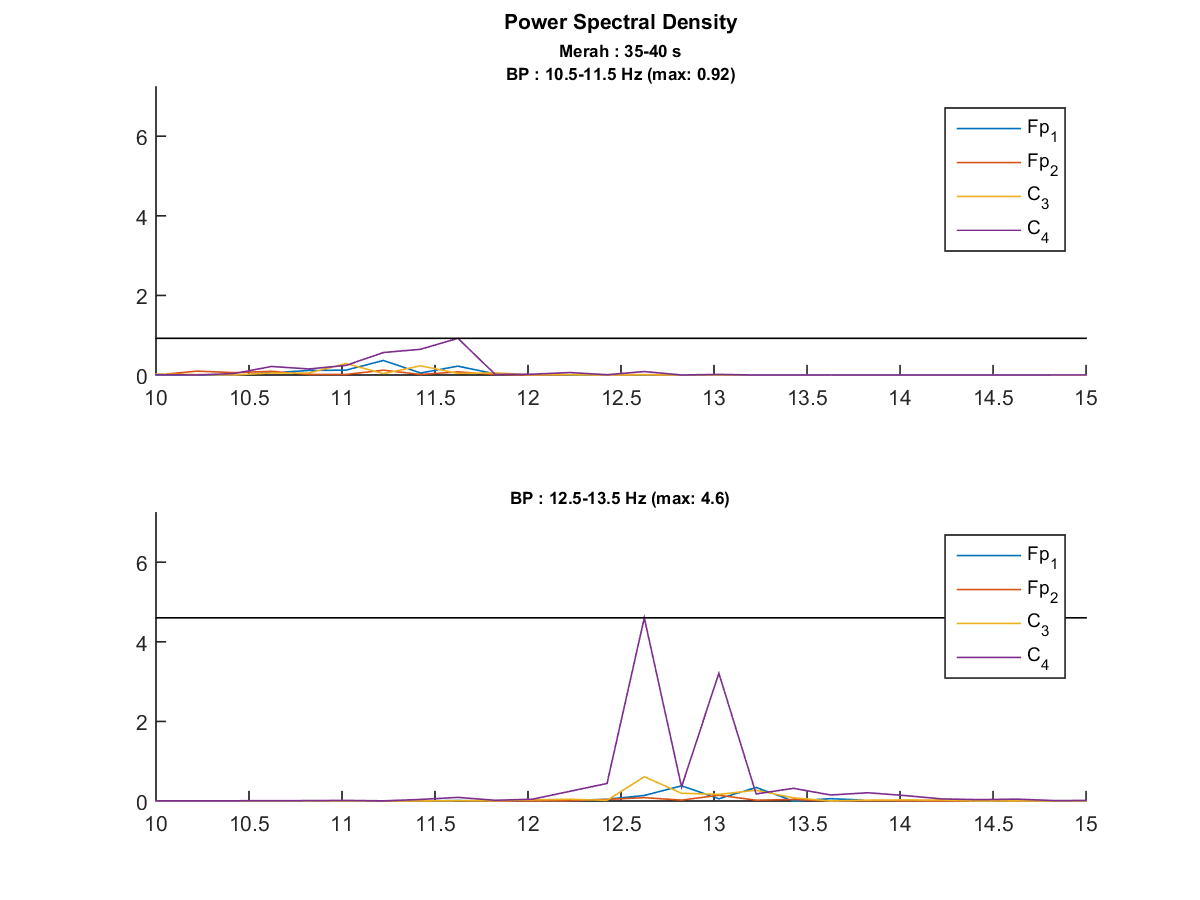 Power Spectral Density
Merah : 35-40 s
BP : 10.5-11.5 Hz (max: 0.92)
6
4
2
0
10 10.5 11 11.5 12 12.5 13 13.5 14 14.5 15
Fp1
Fp2
C3
C4
BP : 12.5-13.5 Hz (max: 4.6)
6
4
2
0
10 10.5 11 11.5 12 12.5 13 13.5 14 14.5 15
Fp1
Fp2
C3
C4